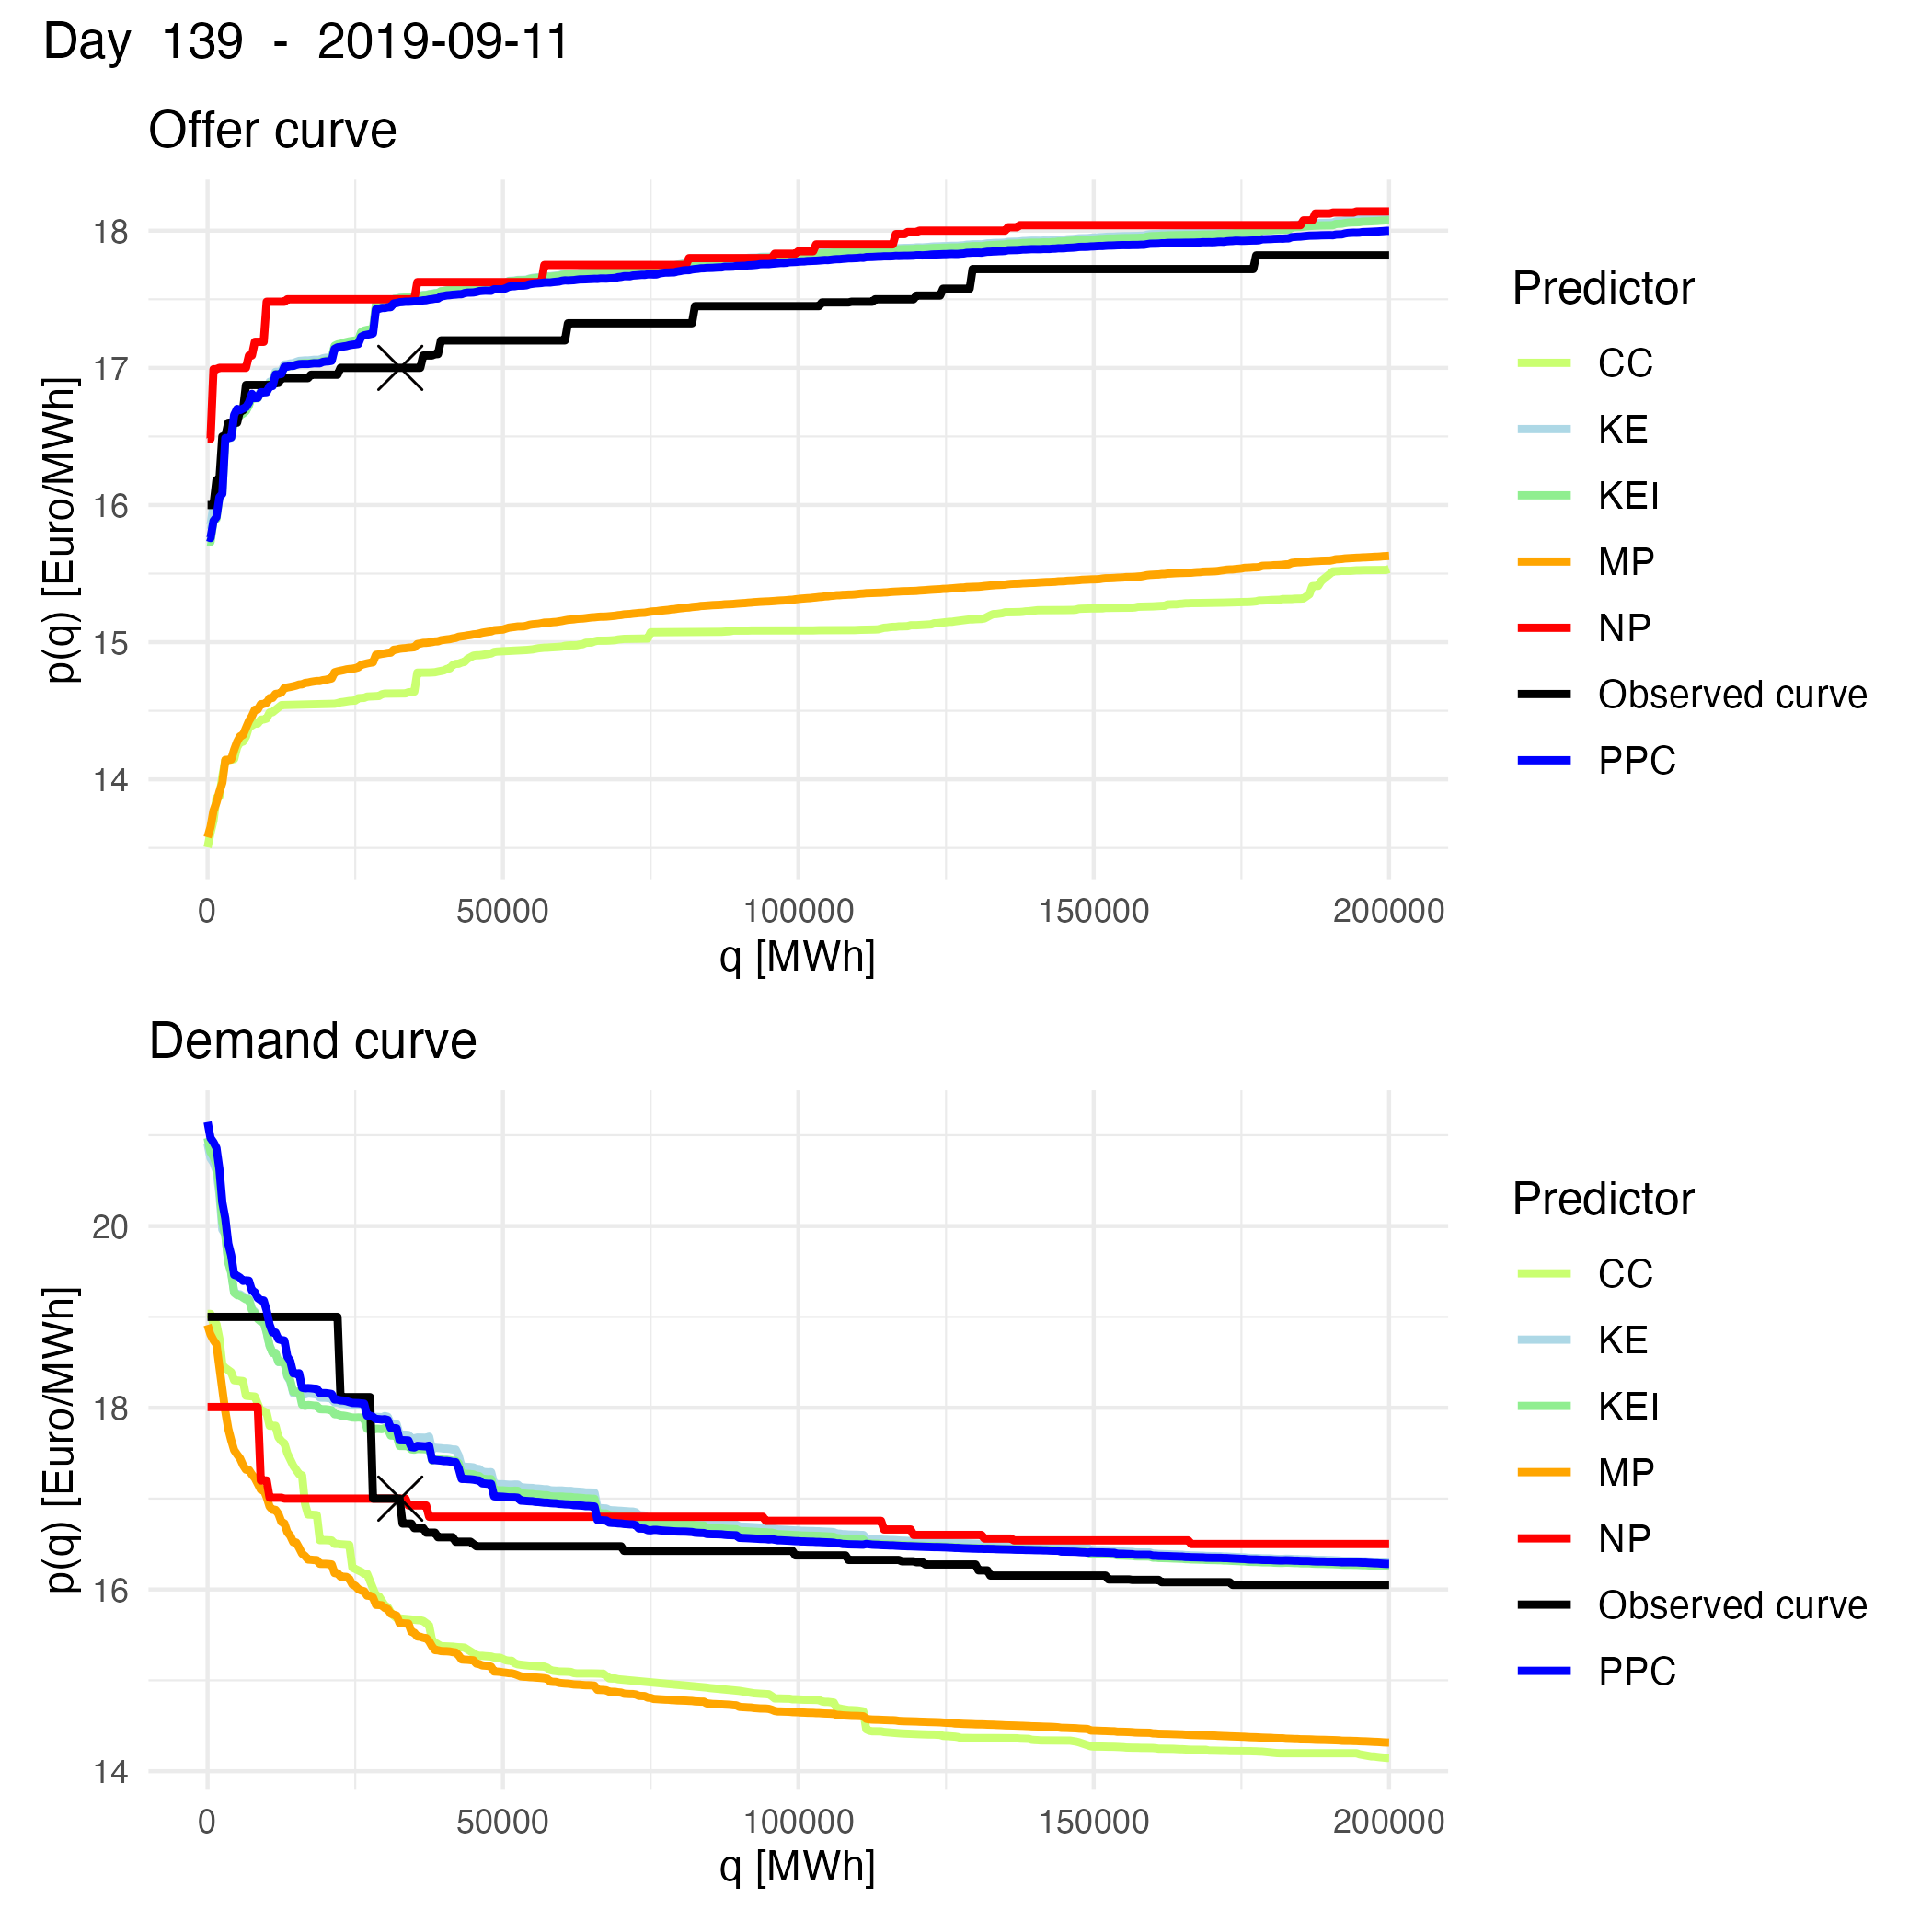 Day 139 - 2019-09-11
Offer curve
p(q) [Euro/MWh]
18
17
16
15
14
0 50000 100000 150000 200000
q [MWh]
Predictor
CC
KE
KEI
MP
NP
Observed curve
PPC
Demand curve
p(q) [Euro/MWh]
20
18
16
14
0 50000 100000 150000 200000
q [MWh]
Predictor
CC
KE
KEI
MP
NP
Observed curve
PPC